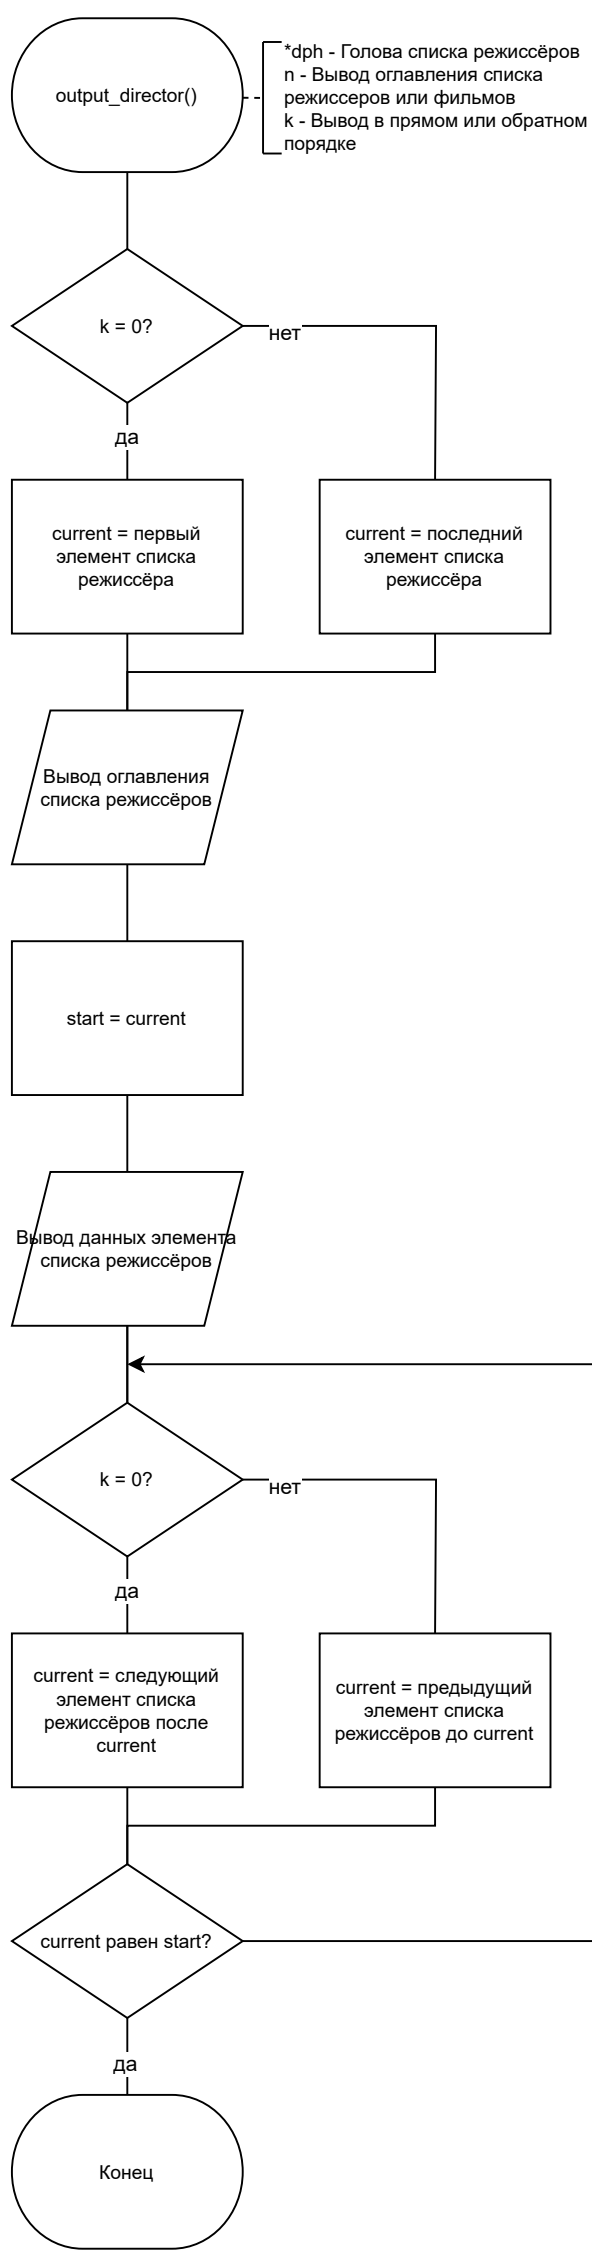 output_director()
*dph - Голова списка режиссёров
n - Вывод оглавления списка
режиссеров или фильмов
k - Вывод в прямом или обратном
порядке
k = 0?
нет
да
current = первый
элемент списка
режиссёра
current = последний
элемент списка
режиссёра
Вывод оглавления
списка режиссёров
start = current
Вывод данных элемента
списка режиссёров
k = 0?
нет
да
current = следующий
элемент списка
режиссёров после
current
current = предыдущий
элемент списка
режиссёров до current
current равен start?
да
Конец